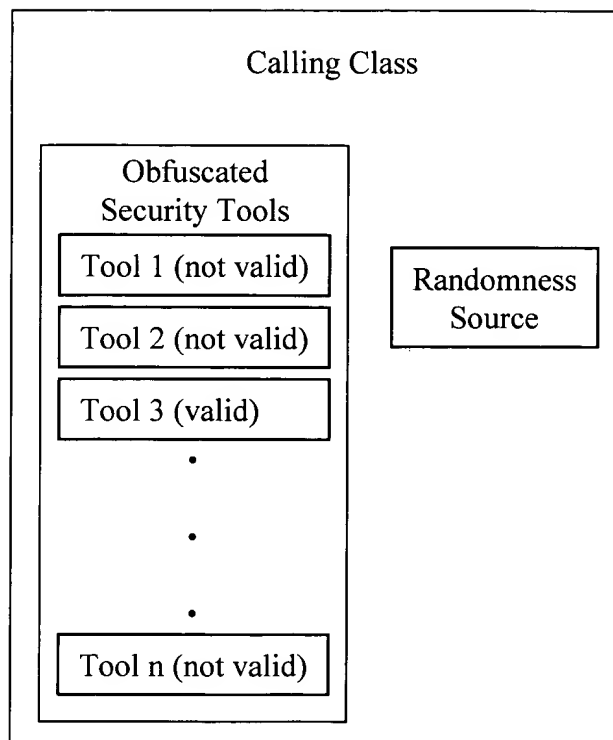 Calling Class
Obfuscated
Security Tools
Tool 1 (not valid)
Tool 2 (not valid)
Tool 3 (valid)
Tool n (not valid)
Randomness
Source